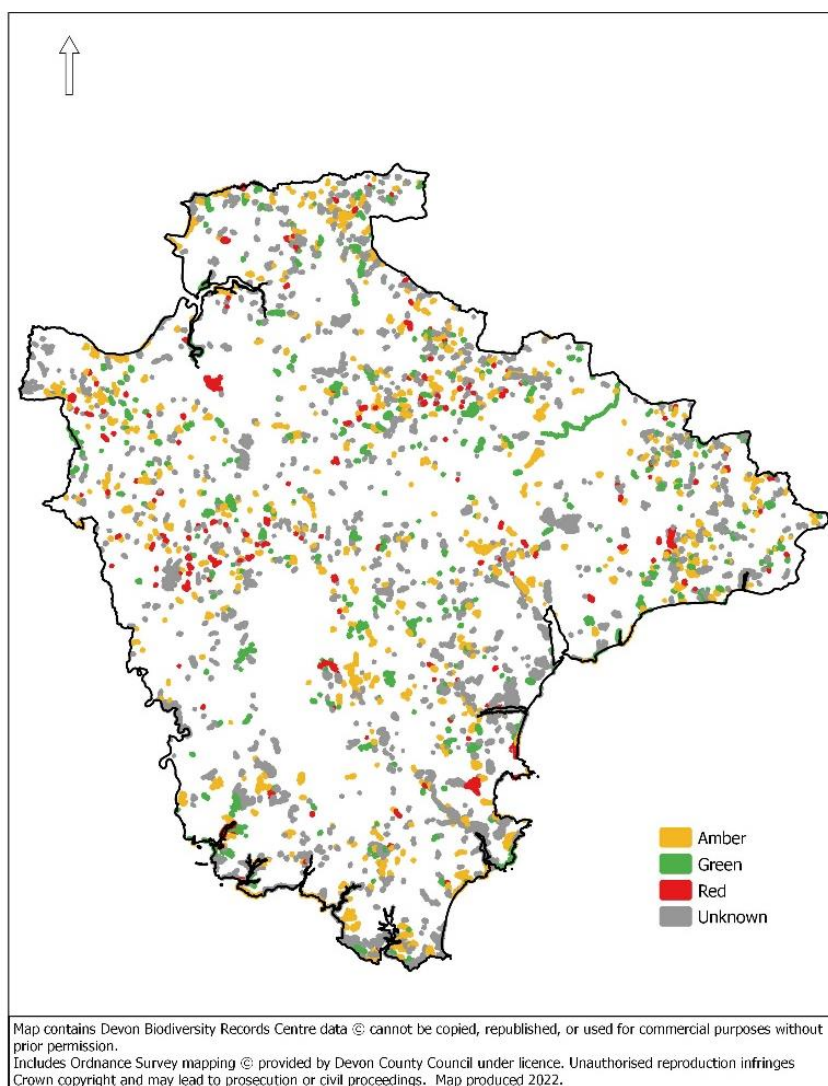 Amber
Green
Red
Unknown
Map contains Devon Biodiversity Records Centre data © cannot be copied, republished, or used for commercial purposes without
prior permission.
Includes Ordnance Survey mapping © provided by Devon County Council under licence. Unauthorised reproduction infringes
Crown copyright and may lead to prosecution or civil proceedings.  Map produced 2022.